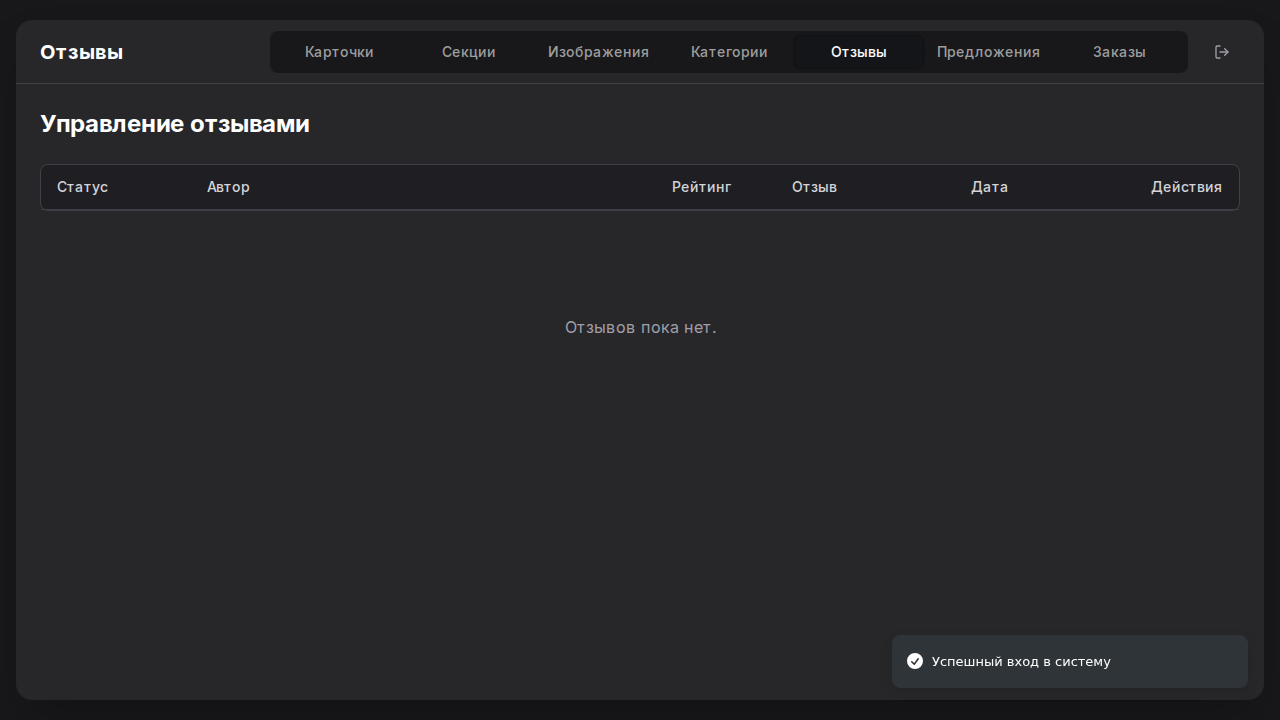 Отзывы
Карточки Секции Изображения Категории Отзывы Предложения Заказы
Управление отзывами
Статус Автор Рейтинг Отзыв Дата Действия
Отзывов пока нет.
Успешный вход в систему